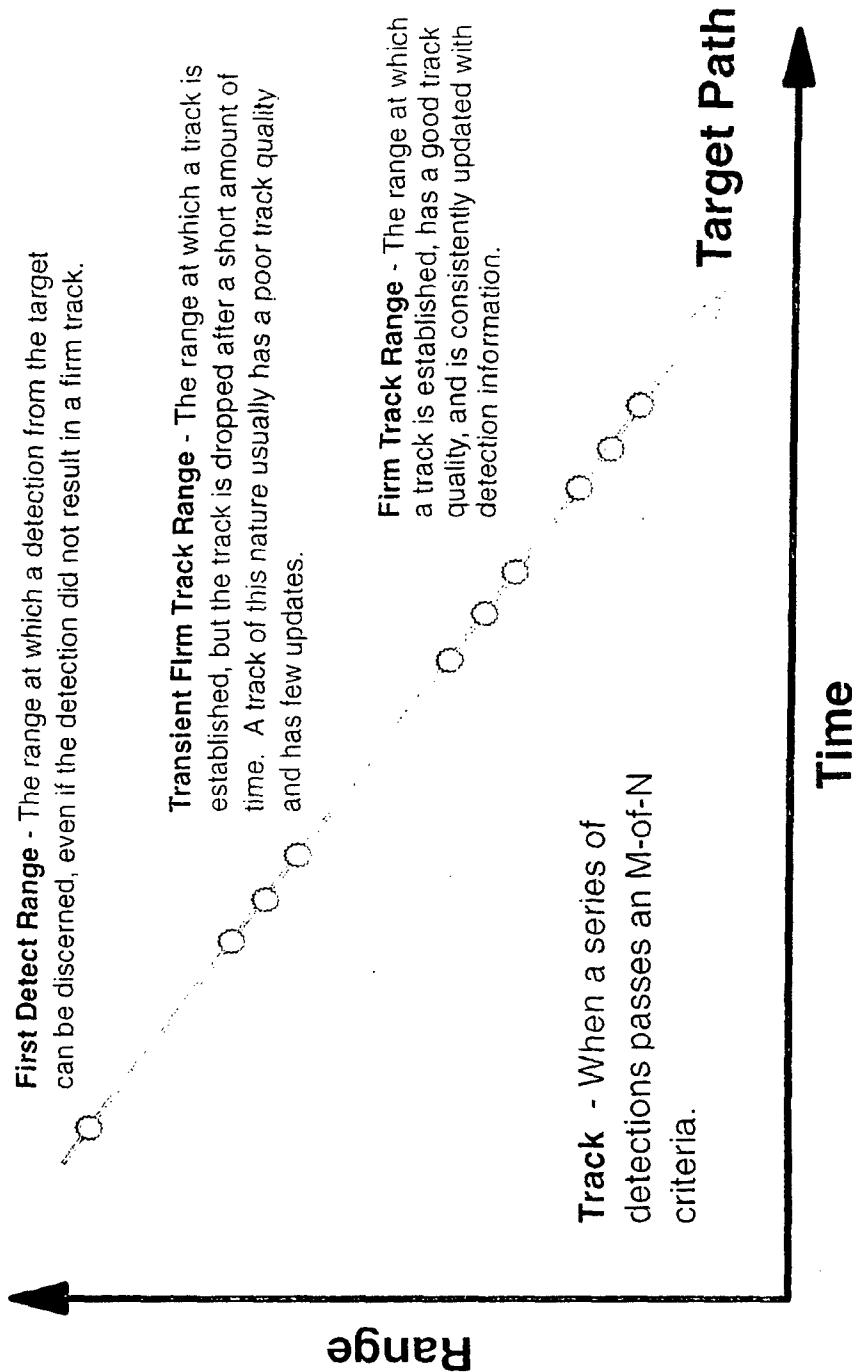 First Detect Range - The range at which a detection from the target
can be discerned, even if the detection did not result in a firm track.
Transient Firm Track Range - The range at which a track is
established, but the track is dropped after a short amount of
time. A track of this nature usually has a poor track quality
and has few updates.
Firm Track Range - The range at which
a track is established, has a good track
quality, and is consistently updated with
detection information.
Track - When a series of
detections passes an M-of-N
criteria.
Target Path
Range
Time